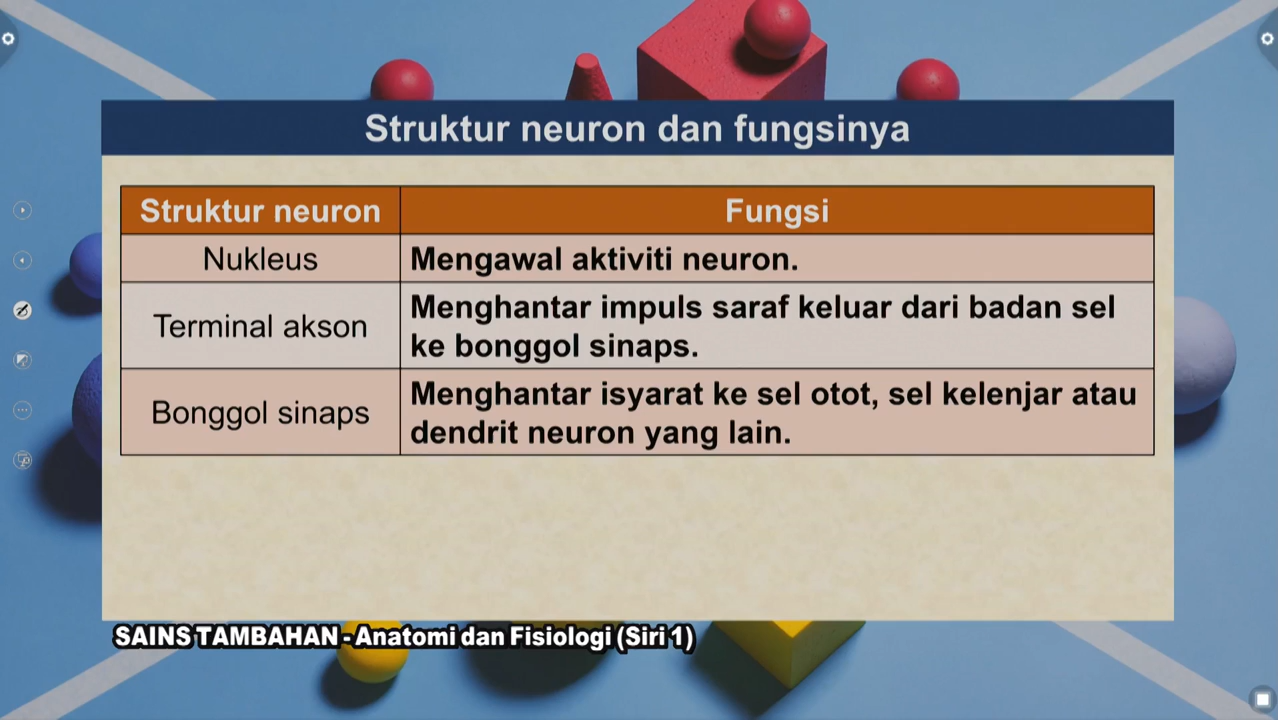 Struktur neuron dan fungsinya
Struktur neuron
Fungsi
Nukleus
Mengawal aktiviti neuron.
Terminal akson
Menghantar impuls saraf keluar dari badan sel
ke bonggol sinaps.
Bonggol sinaps
Menghantar isyarat ke sel otot, sel kelenjar atau
dendrit neuron yang lain.
SAINS TAMBAHAN - Anatomi dan Fisiologi (Siri 1)